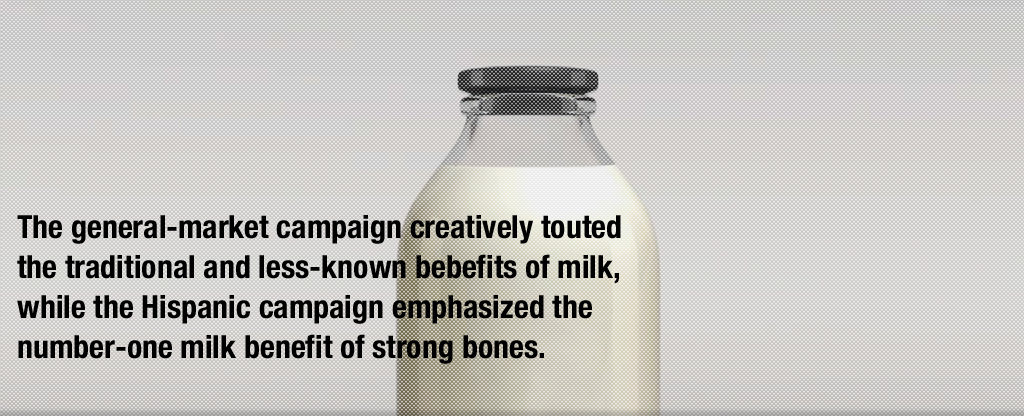 The general-market campaign creatively touted
the traditional and less-known bebefits of milk,
while the Hispanic campaign emphasized the
number-one milk benefit of strong bones.